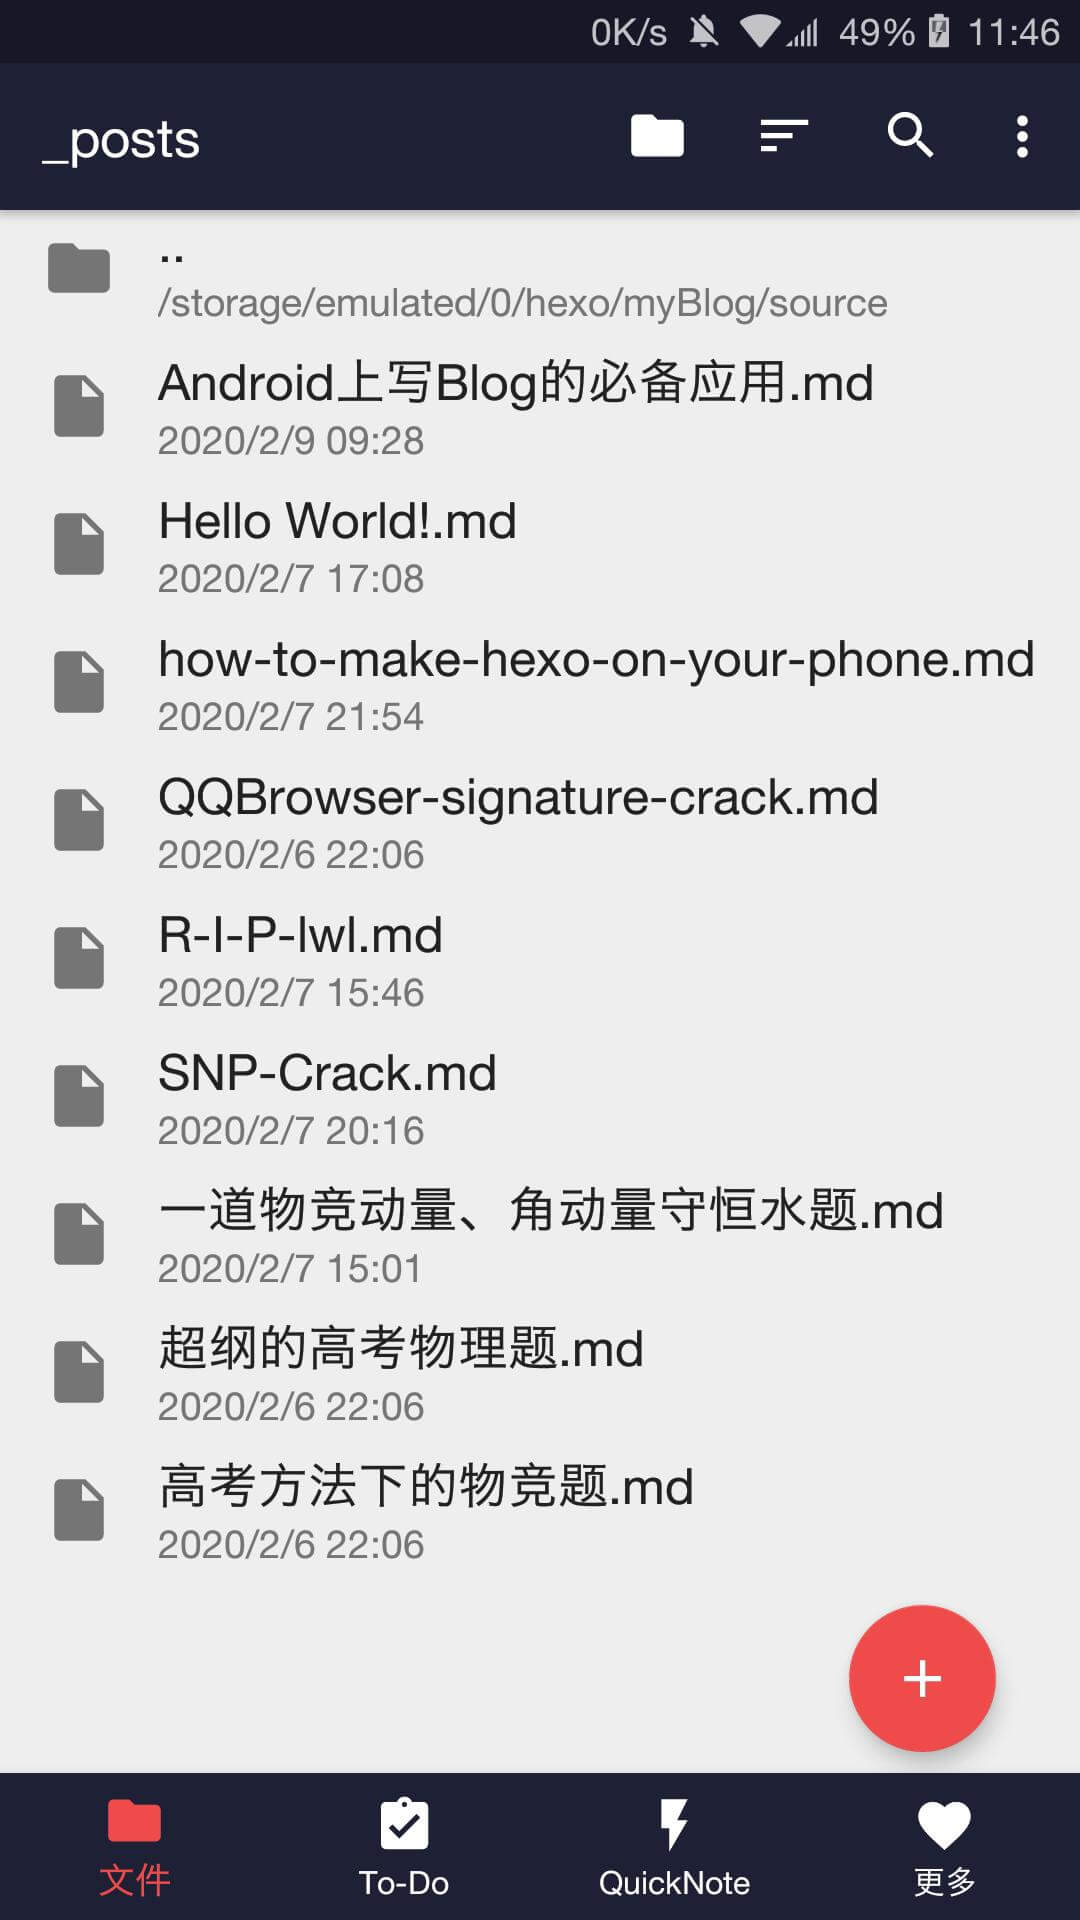 0K/s 49% 11:46
_posts
..
/storage/emulated/0/hexo/myBlog/source
Android上写Blog的必备应用.md
2020/2/9 09:28
Hello World!.md
2020/2/7 17:08
how-to-make-hexo-on-your-phone.md
2020/2/7 21:54
QQBrowser-signature-crack.md
2020/2/6 22:06
R-I-P-lwl.md
2020/2/7 15:46
SNP-Crack.md
2020/2/7 20:16
一道物竞动量、角动量守恒水题.md
2020/2/7 15:01
超纲的高考物理题.md
2020/2/6 22:06
高考方法下的物竞题.md
2020/2/6 22:06
文件 To-Do QuickNote 更多